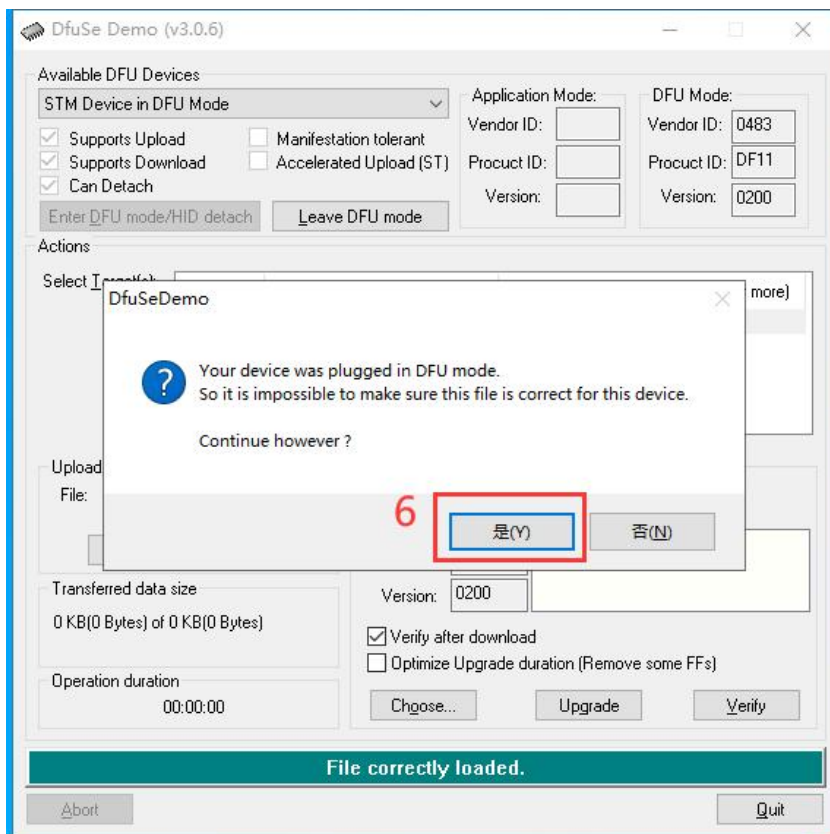 DfuSe Demo (v3.0.6)
Available DFU Devices
STM Device in DFU Mode
Supports Upload
Manifestation tolerant
Supports Download
Accelerated Upload (ST)
Can Detach
Enter DFU mode/HID detach
Leave DFU mode
Application Mode:
Vendor ID:
Procuct ID:
Version:
DFU Mode:
Vendor ID: 0483
Procuct ID: DF11
Version: 0200
Actions
Select
more)
DfuSeDemo
Your device was plugged in DFU mode.
So it is impossible to make sure this file is correct for this device.
Continue however ?
6
是(Y)
否(N)
Upload
File:
Transferred data size
0 KB(0 Bytes) of 0 KB(0 Bytes)
Operation duration
00:00:00
Version: 0200
Verify after download
Optimize Upgrade duration (Remove some FFs)
Choose...
Upgrade
Verify
File correctly loaded.
Abort
Quit